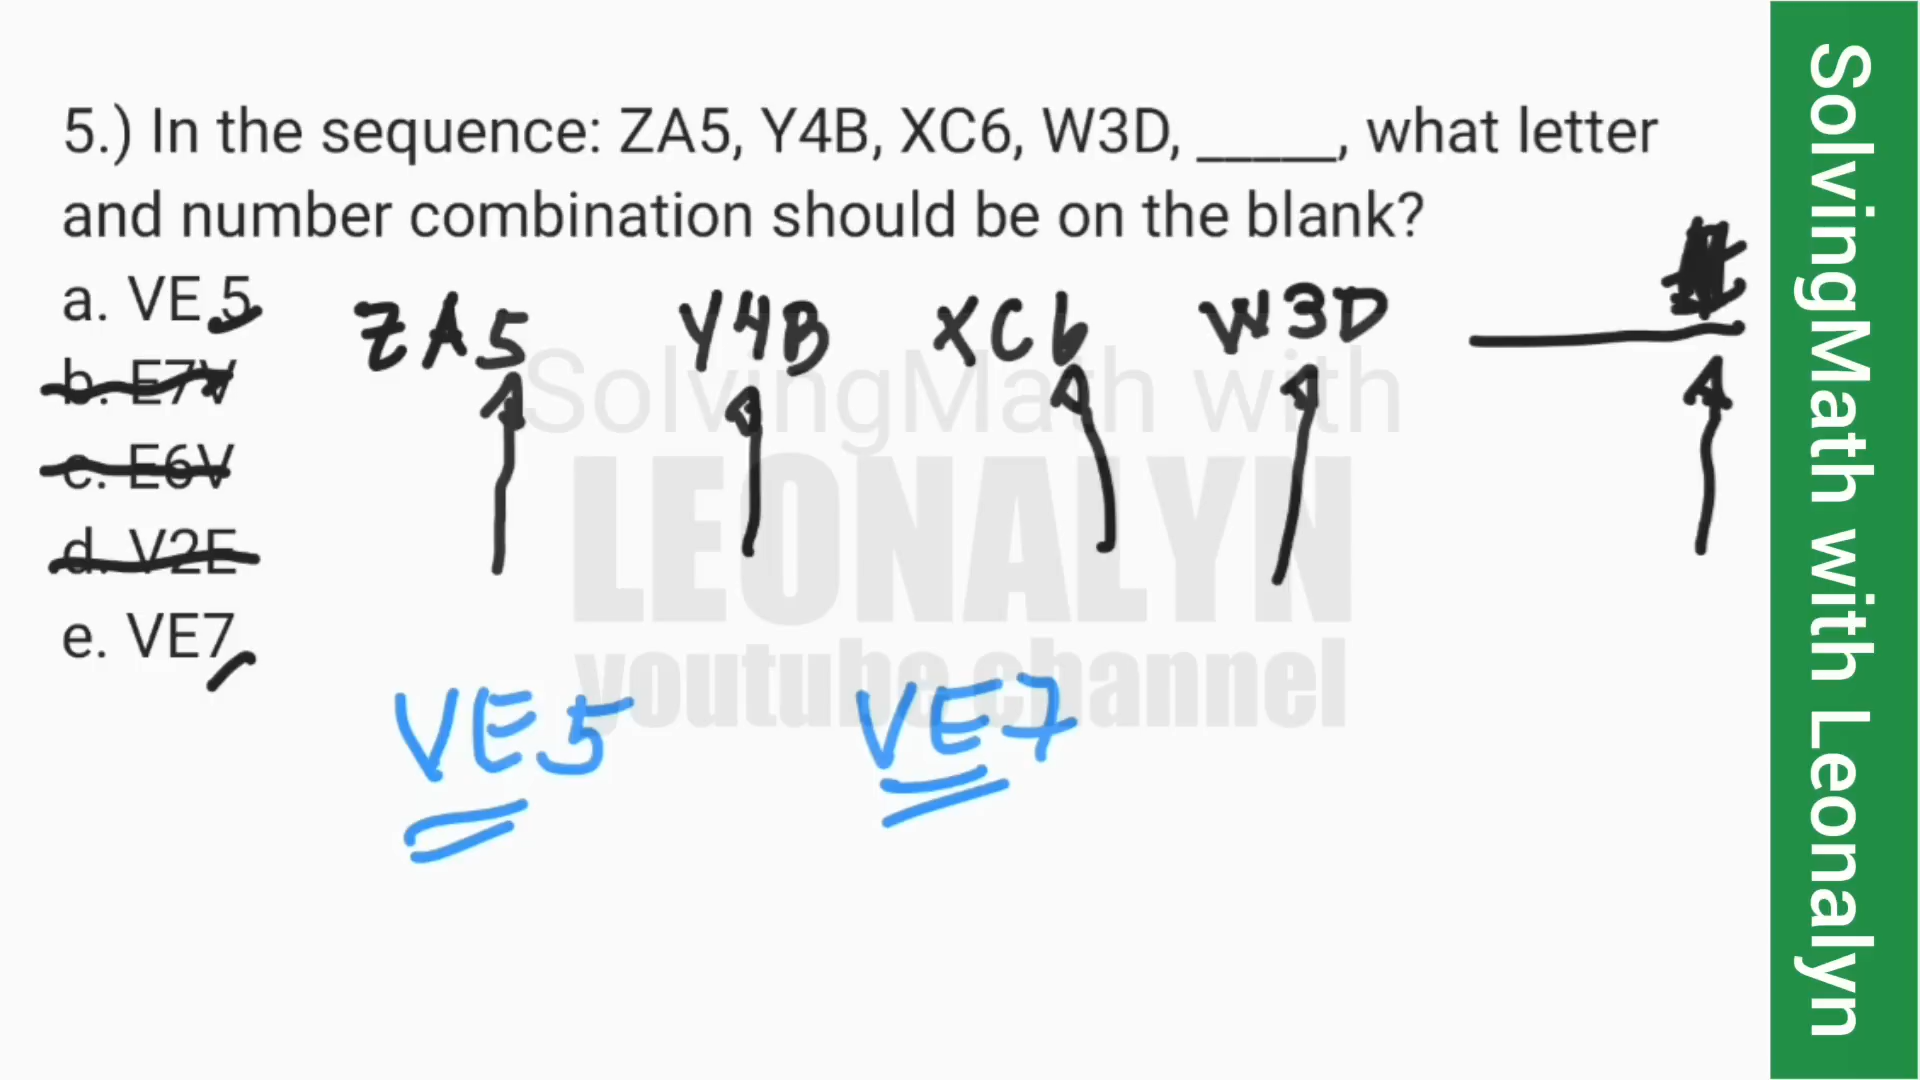 5.) In the sequence: ZA5, Y4B, XC6, W3D, _____, what letter
and number combination should be on the blank?
a. VE 5
b. E7V
c. E6V
d. V2E
e. VE7
ZA5 Y4B XC6 W3D
SolvingMath with
LEONALYN
youtube channel
VE5 VE7
SolvingMath with Leonalyn